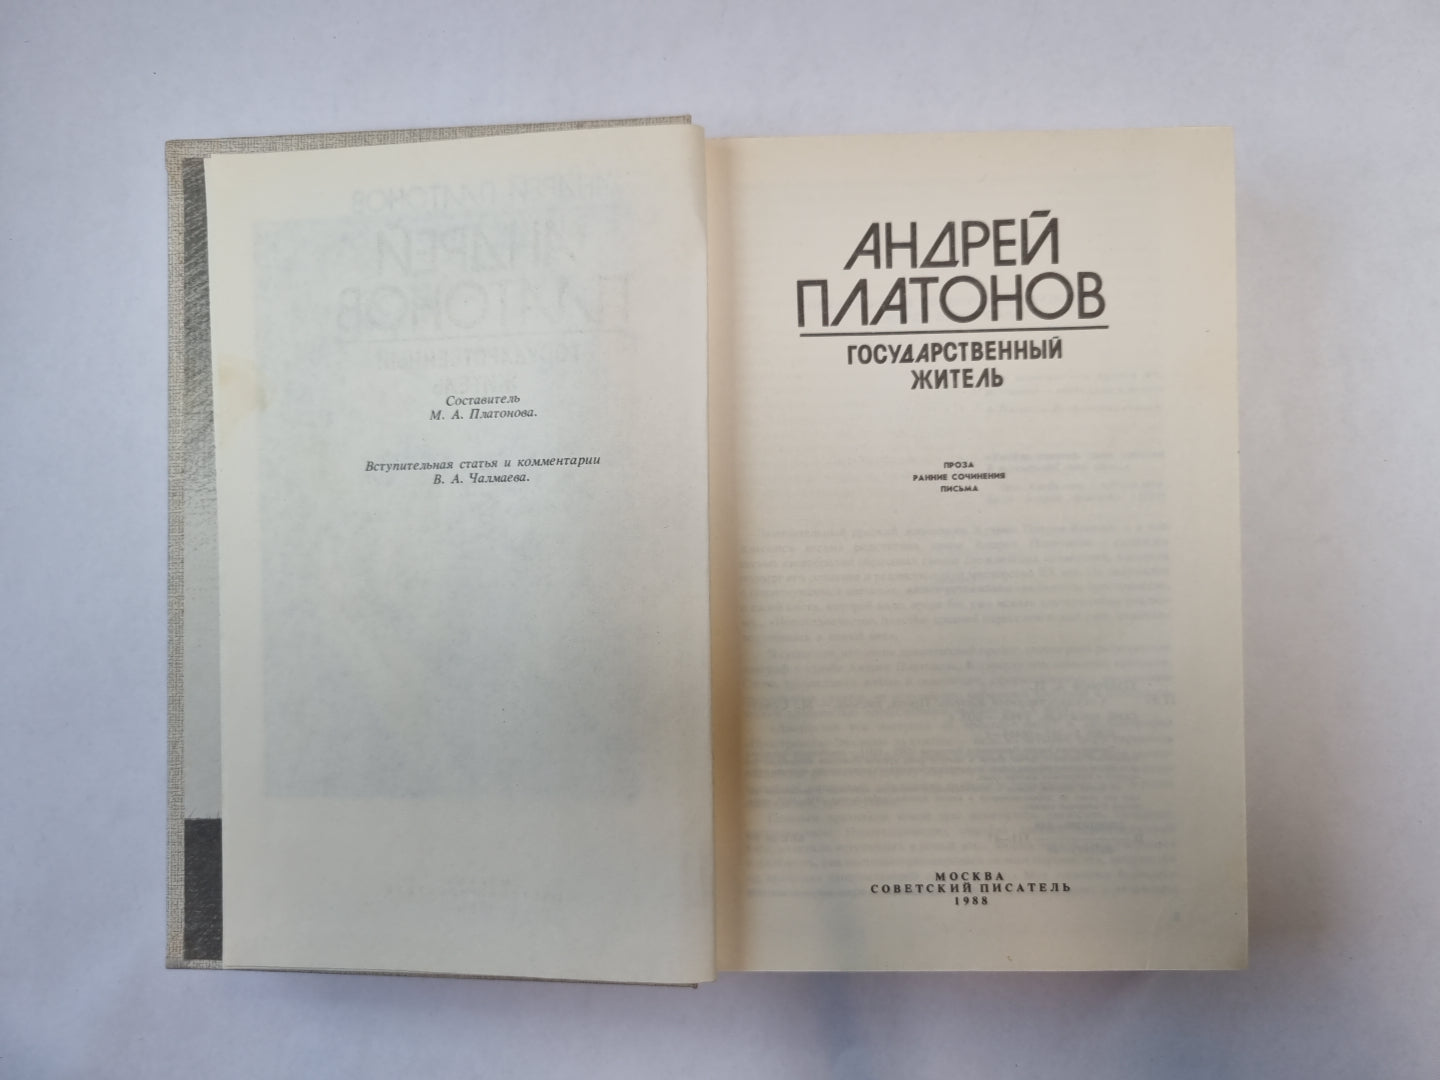 Составитель
М. А. Платонова.
Вступительная статья и комментарии
В. А. Чалмаева.
АНДРЕЙ
ПЛАТОНОВ
ГОСУДАРСТВЕННЫЙ
ЖИТЕЛЬ
ПРОЗА
РАННИЕ СОЧИНЕНИЯ
ПИСЬМА
МОСКВА
СОВЕТСКИЙ ПИСАТЕЛЬ
1988